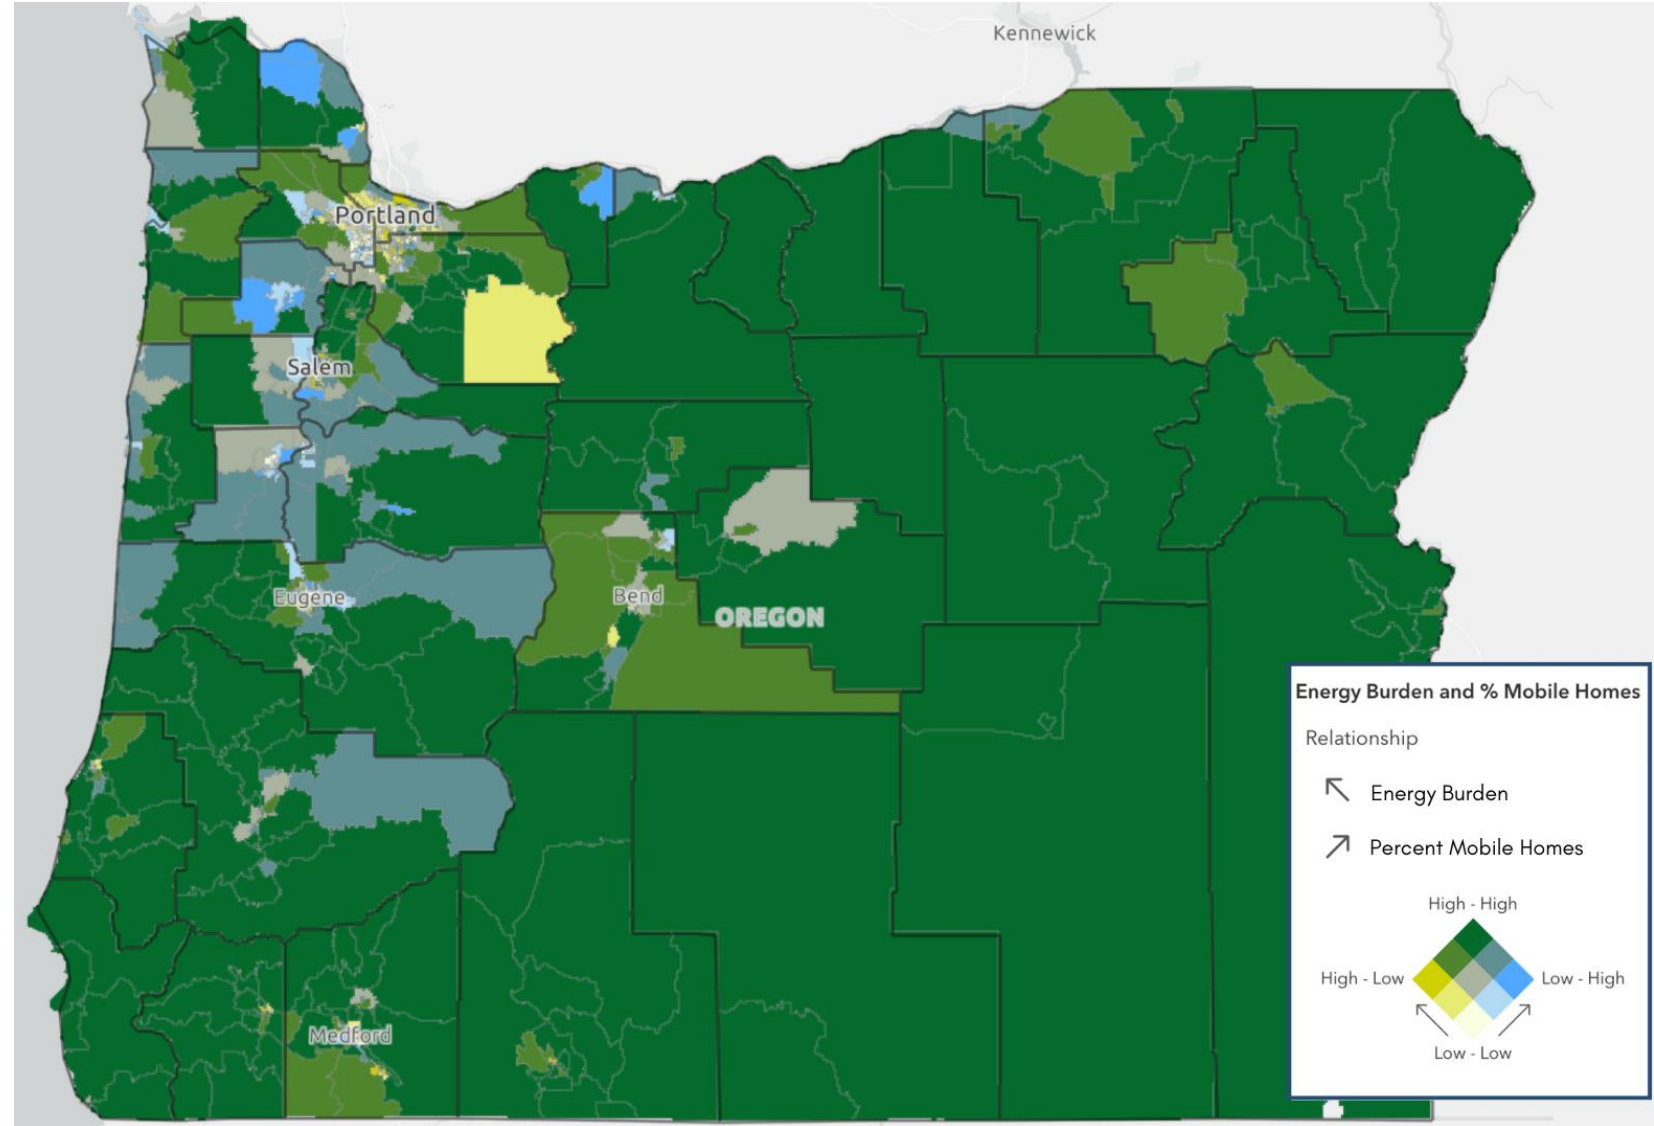 Kennewick
Portland
Salem
Eugene
Bend
OREGON
Medford
Energy Burden and % Mobile Homes
Relationship
Energy Burden
Percent Mobile Homes
High - High
High - Low
Low - High
Low - Low